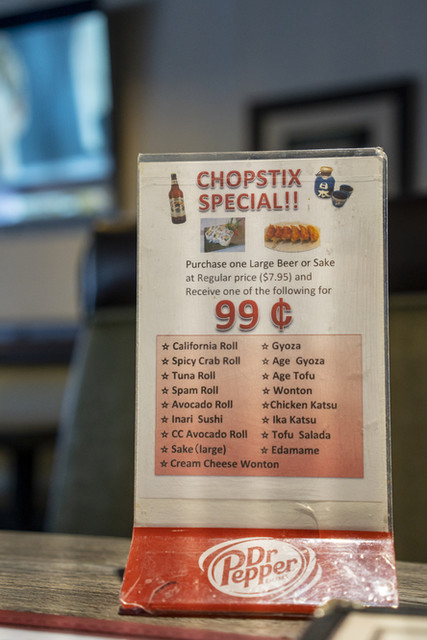 CHOPSTIX
SPECIAL!!
Purchase one Large Beer or Sake
at Regular price ($7.95) and
Receive one of the following for
99 ¢
☆ California Roll
☆ Spicy Crab Roll
☆ Tuna Roll
☆ Spam Roll
☆ Avocado Roll
☆ Inari Sushi
☆ CC Avocado Roll
☆ Sake(large)
☆ Cream Cheese Wonton
☆ Gyoza
☆ Age Gyoza
☆ Age Tofu
☆ Wonton
☆Chicken Katsu
☆ Ika Katsu
☆ Tofu Salada
☆ Edamame
Dr
Pepper